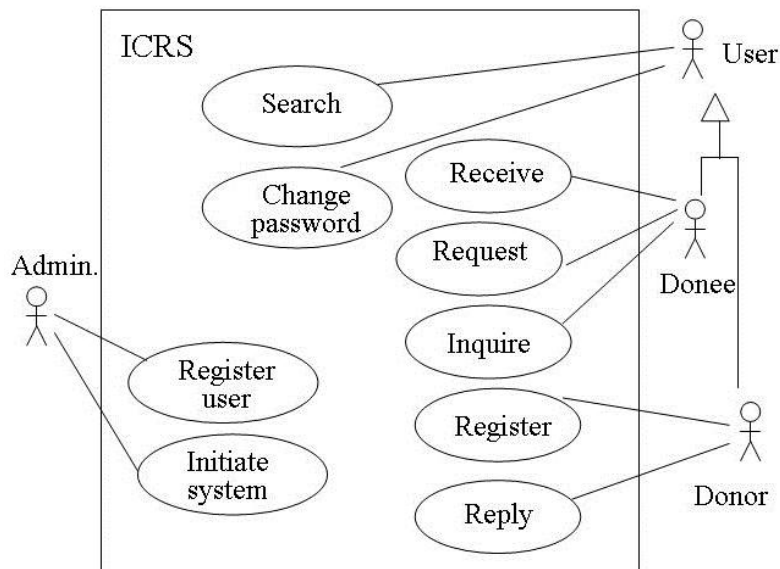 ICRS
User
Search
Receive
Change
password
Request
Admin.
Donee
Inquire
Register
user
Register
Initiate
system
Donor
Reply